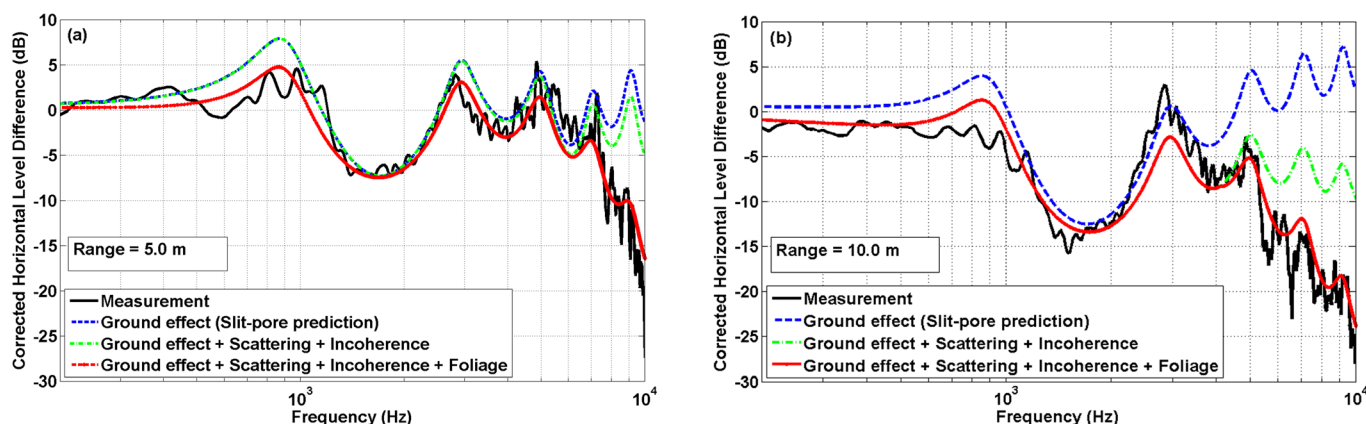 (a)
Corrected Horizontal Level Difference (dB)
10
5
0
-5
-10
-15
-20
-25
-30
Range = 5.0 m
Measurement
Ground effect (Slit-pore prediction)
Ground effect + Scattering + Incoherence
Ground effect + Scattering + Incoherence + Foliage
10³
10⁴
Frequency (Hz)
(b)
Corrected Horizontal Level Difference (dB)
10
5
0
-5
-10
-15
-20
-25
-30
Range = 10.0 m
Measurement
Ground effect (Slit-pore prediction)
Ground effect + Scattering + Incoherence
Ground effect + Scattering + Incoherence + Foliage
10³
10⁴
Frequency (Hz)